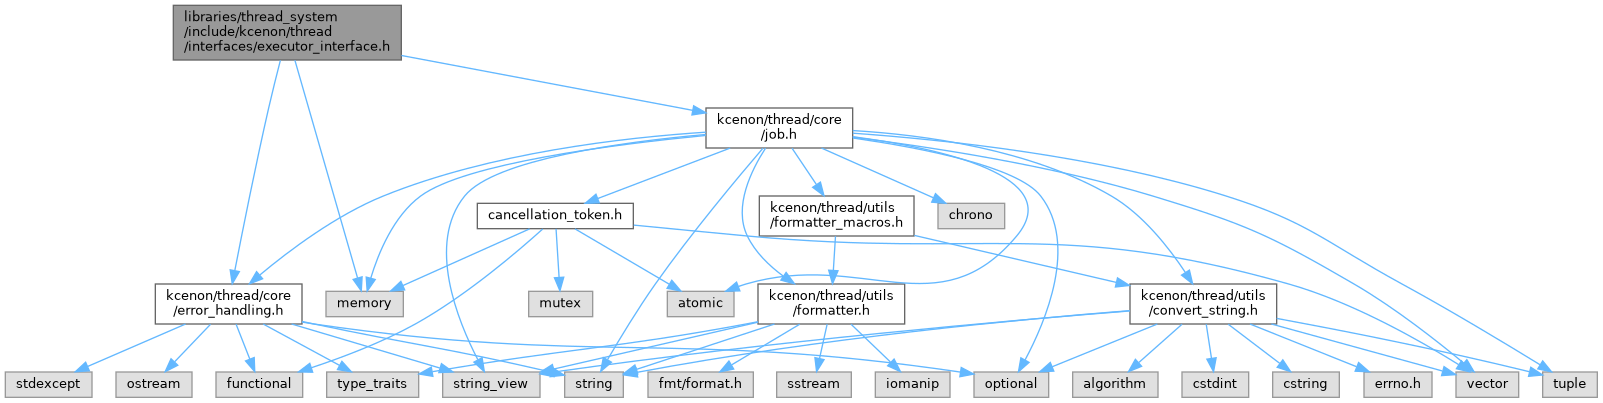 libraries/thread_system
/include/kcenon/thread
/interfaces/executor_interface.h
kcenon/thread/core
/job.h
cancellation_token.h
kcenon/thread/utils
/formatter_macros.h
chrono
kcenon/thread/core
/error_handling.h
memory
mutex
atomic
kcenon/thread/utils
/formatter.h
kcenon/thread/utils
/convert_string.h
stdexcept
ostream
functional
type_traits
string_view
string
fmt/format.h
sstream
iomanip
optional
algorithm
cstdint
cstring
errno.h
vector
tuple